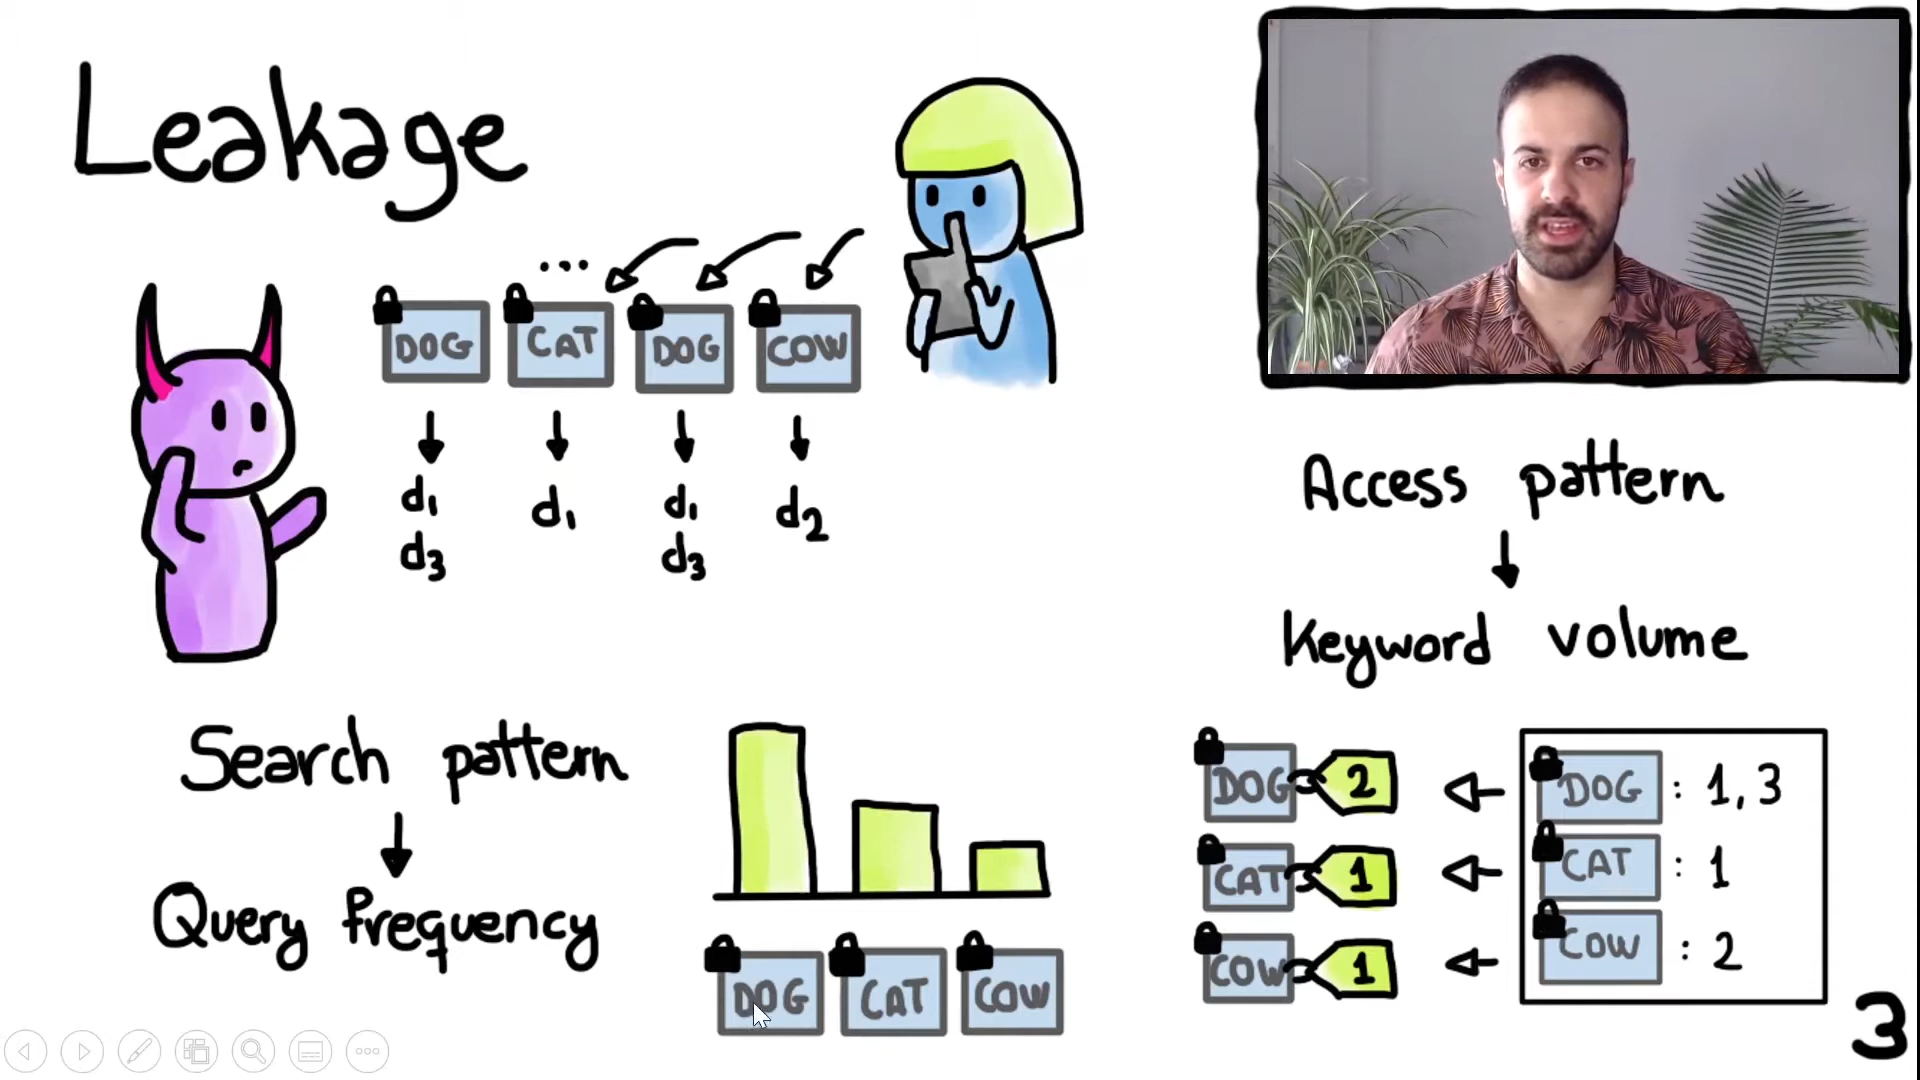 Leakage
...
DOG CAT DOG COW
d1 d1 d1 d2
d3 d3
Access pattern
Keyword volume
Search pattern
Query frequency
DOG CAT COW
DOG 2 DOG : 1, 3
CAT 1 CAT : 1
COW 1 COW : 2
3